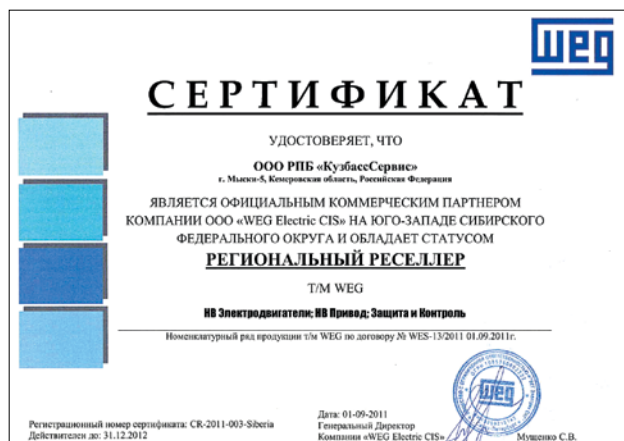 weg
СЕРТИФИКАТ
УДОСТОВЕРЯЕТ, ЧТО
ООО РПБ «КузбассСервис»
г. Мыски-5, Кемеровская область, Российская Федерация
ЯВЛЯЕТСЯ ОФИЦИАЛЬНЫМ КОММЕРЧЕСКИМ ПАРТНЕРОМ
КОМПАНИИ ООО «WEG Electric CIS» НА ЮГО-ЗАПАДЕ СИБИРСКОГО
ФЕДЕРАЛЬНОГО ОКРУГА И ОБЛАДАЕТ СТАТУСОМ
РЕГИОНАЛЬНЫЙ РЕСЕЛЛЕР
Т/М WEG
НВ Электродвигатели; НВ Привод; Защита и Контроль
Номенклатурный ряд продукции т/м WEG по договору № WES-13/2011 01.09.2011г.
Регистрационный номер сертификата: CR-2011-003-Siberia
Действителен до: 31.12.2012
Дата: 01-09-2011
Генеральный Директор
Компании «WEG Electric CIS»
Мущенко С.В.
weg